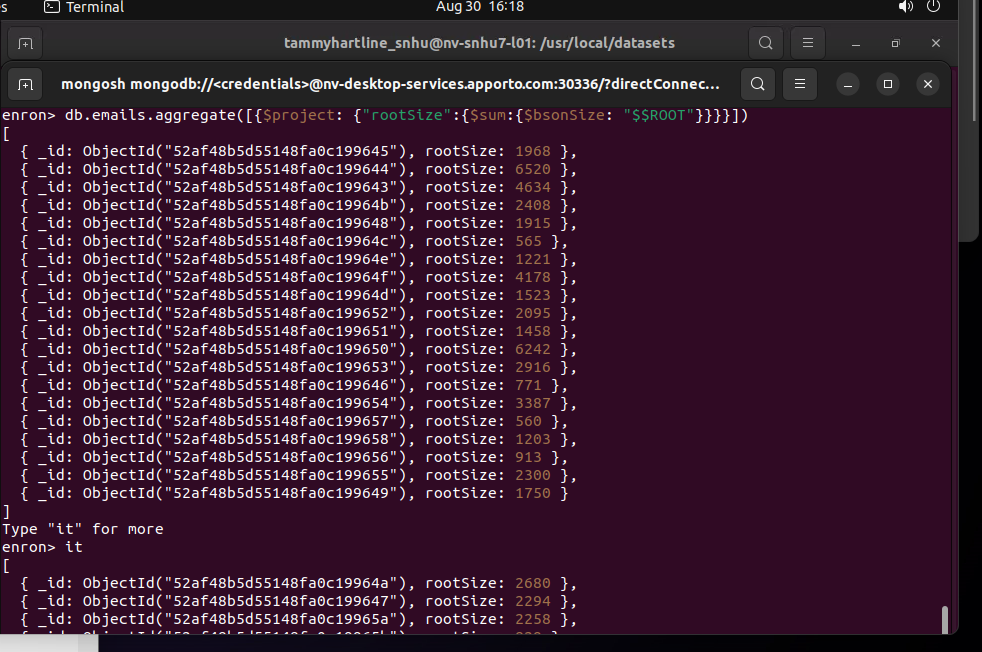 s Terminal Aug 30 16:18
tammyhartline_snhu@nv-snhu7-l01: /usr/local/datasets
mongosh mongodb://<credentials>@nv-desktop-services.apporto.com:30336/?directConnec...
enron> db.emails.aggregate([{$project: {"rootSize":{$sum:{$bsonSize: "$$ROOT"}}}}])
[
  { _id: ObjectId("52af48b5d55148fa0c199645"), rootSize: 1968 },
  { _id: ObjectId("52af48b5d55148fa0c199644"), rootSize: 6520 },
  { _id: ObjectId("52af48b5d55148fa0c199643"), rootSize: 4634 },
  { _id: ObjectId("52af48b5d55148fa0c19964b"), rootSize: 2408 },
  { _id: ObjectId("52af48b5d55148fa0c199648"), rootSize: 1915 },
  { _id: ObjectId("52af48b5d55148fa0c19964c"), rootSize: 565 },
  { _id: ObjectId("52af48b5d55148fa0c19964e"), rootSize: 1221 },
  { _id: ObjectId("52af48b5d55148fa0c19964f"), rootSize: 4178 },
  { _id: ObjectId("52af48b5d55148fa0c19964d"), rootSize: 1523 },
  { _id: ObjectId("52af48b5d55148fa0c199652"), rootSize: 2095 },
  { _id: ObjectId("52af48b5d55148fa0c199651"), rootSize: 1458 },
  { _id: ObjectId("52af48b5d55148fa0c199650"), rootSize: 6242 },
  { _id: ObjectId("52af48b5d55148fa0c199653"), rootSize: 2916 },
  { _id: ObjectId("52af48b5d55148fa0c199646"), rootSize: 771 },
  { _id: ObjectId("52af48b5d55148fa0c199654"), rootSize: 3387 },
  { _id: ObjectId("52af48b5d55148fa0c199657"), rootSize: 560 },
  { _id: ObjectId("52af48b5d55148fa0c199658"), rootSize: 1203 },
  { _id: ObjectId("52af48b5d55148fa0c199656"), rootSize: 913 },
  { _id: ObjectId("52af48b5d55148fa0c199655"), rootSize: 2300 },
  { _id: ObjectId("52af48b5d55148fa0c199649"), rootSize: 1750 }
]
Type "it" for more
enron> it
[
  { _id: ObjectId("52af48b5d55148fa0c19964a"), rootSize: 2680 },
  { _id: ObjectId("52af48b5d55148fa0c199647"), rootSize: 2294 },
  { _id: ObjectId("52af48b5d55148fa0c19965a"), rootSize: 2258 },